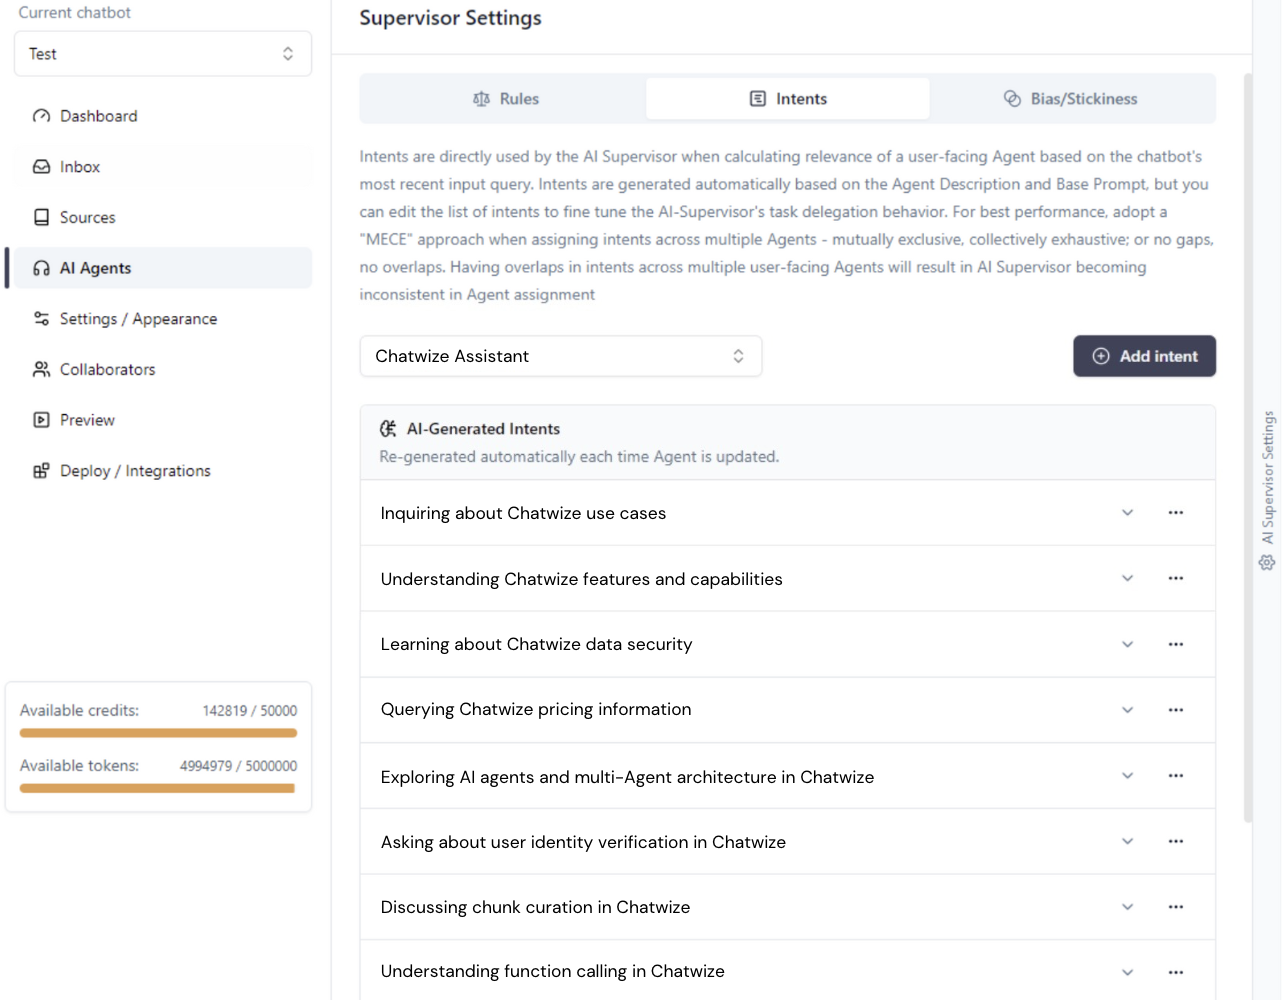 Current chatbot
Test
Dashboard
Inbox
Sources
AI Agents
Settings / Appearance
Collaborators
Preview
Deploy / Integrations
Available credits: 142819 / 50000
Available tokens: 4994979 / 5000000
Supervisor Settings
Rules
Intents
Bias/Stickiness
Intents are directly used by the AI Supervisor when calculating relevance of a user-facing Agent based on the chatbot's
most recent input query. Intents are generated automatically based on the Agent Description and Base Prompt, but you
can edit the list of intents to fine tune the AI-Supervisor's task delegation behavior. For best performance, adopt a
"MECE" approach when assigning intents across multiple Agents - mutually exclusive, collectively exhaustive; or no gaps,
no overlaps. Having overlaps in intents across multiple user-facing Agents will result in AI Supervisor becoming
inconsistent in Agent assignment
Chatwize Assistant
Add intent
AI-Generated Intents
Re-generated automatically each time Agent is updated.
Inquiring about Chatwize use cases
Understanding Chatwize features and capabilities
Learning about Chatwize data security
Querying Chatwize pricing information
Exploring AI agents and multi-Agent architecture in Chatwize
Asking about user identity verification in Chatwize
Discussing chunk curation in Chatwize
Understanding function calling in Chatwize
AI Supervisor Settings